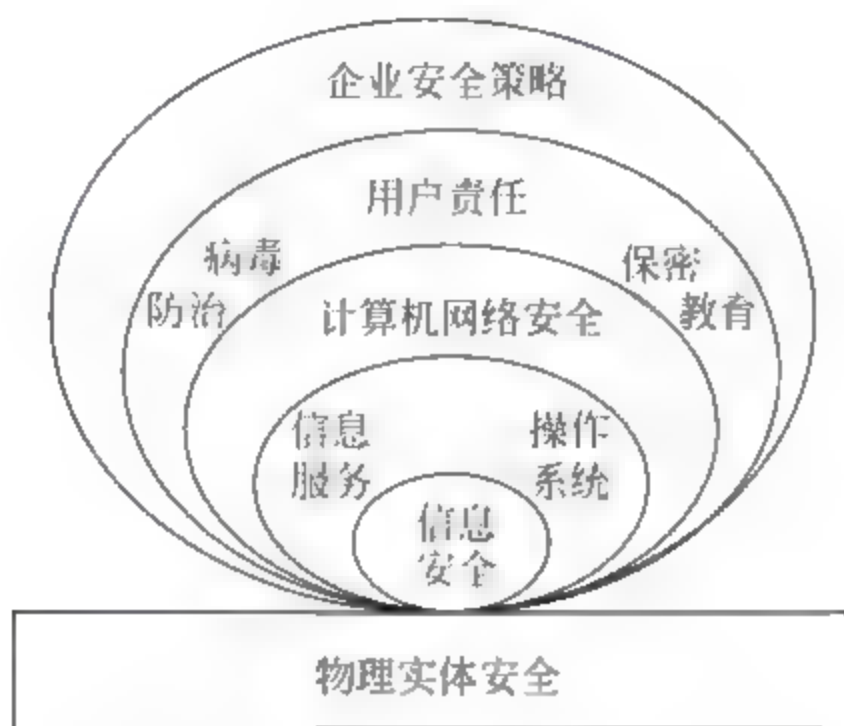 企业安全策略
用户责任
病毒
防治
保密
教育
计算机网络安全
信息
服务
操作
系统
信息
安全
物理实体安全